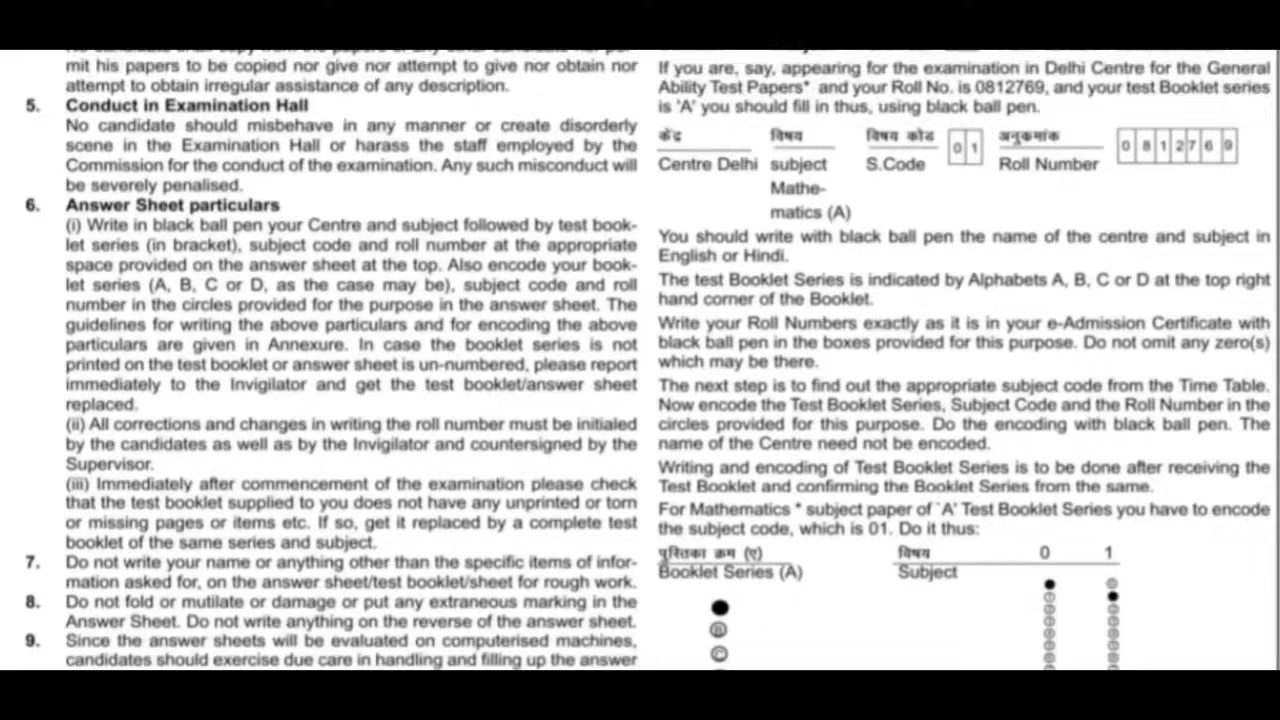 mit his papers to be copied nor give nor attempt to give nor obtain nor
attempt to obtain irregular assistance of any description.
5. Conduct in Examination Hall
No candidate should misbehave in any manner or create disorderly
scene in the Examination Hall or harass the staff employed by the
Commission for the conduct of the examination. Any such misconduct will
be severely penalised.
6. Answer Sheet particulars
(i) Write in black ball pen your Centre and subject followed by test book-
let series (in bracket), subject code and roll number at the appropriate
space provided on the answer sheet at the top. Also encode your book-
let series (A, B, C or D, as the case may be), subject code and roll
number in the circles provided for the purpose in the answer sheet. The
guidelines for writing the above particulars and for encoding the above
particulars are given in Annexure. In case the booklet series is not
printed on the test booklet or answer sheet is un-numbered, please report
immediately to the Invigilator and get the test booklet/answer sheet
replaced.
(ii) All corrections and changes in writing the roll number must be initialed
by the candidates as well as by the Invigilator and countersigned by the
Supervisor.
(iii) Immediately after commencement of the examination please check
that the test booklet supplied to you does not have any unprinted or torn
or missing pages or items etc. If so, get it replaced by a complete test
booklet of the same series and subject.
7. Do not write your name or anything other than the specific items of infor-
mation asked for, on the answer sheet/test booklet/sheet for rough work.
8. Do not fold or mutilate or damage or put any extraneous marking in the
Answer Sheet. Do not write anything on the reverse of the answer sheet.
9. Since the answer sheets will be evaluated on computerised machines,
candidates should exercise due care in handling and filling up the answer
If you are, say, appearing for the examination in Delhi Centre for the General
Ability Test Papers* and your Roll No. is 0812769, and your test Booklet series
is 'A' you should fill in thus, using black ball pen.
केंद्र विषय विषय कोड 0 1 अनुक्रमांक 0 8 1 2 7 6 9
Centre Delhi subject S.Code Roll Number
Mathe-
matics (A)
You should write with black ball pen the name of the centre and subject in
English or Hindi.
The test Booklet Series is indicated by Alphabets A, B, C or D at the top right
hand corner of the Booklet.
Write your Roll Numbers exactly as it is in your e-Admission Certificate with
black ball pen in the boxes provided for this purpose. Do not omit any zero(s)
which may be there.
The next step is to find out the appropriate subject code from the Time Table.
Now encode the Test Booklet Series, Subject Code and the Roll Number in the
circles provided for this purpose. Do the encoding with black ball pen. The
name of the Centre need not be encoded.
Writing and encoding of Test Booklet Series is to be done after receiving the
Test Booklet and confirming the Booklet Series from the same.
For Mathematics * subject paper of `A' Test Booklet Series you have to encode
the subject code, which is 01. Do it thus:
पुस्तिका क्रम (ए) विषय 0 1
Booklet Series (A) Subject
B
C